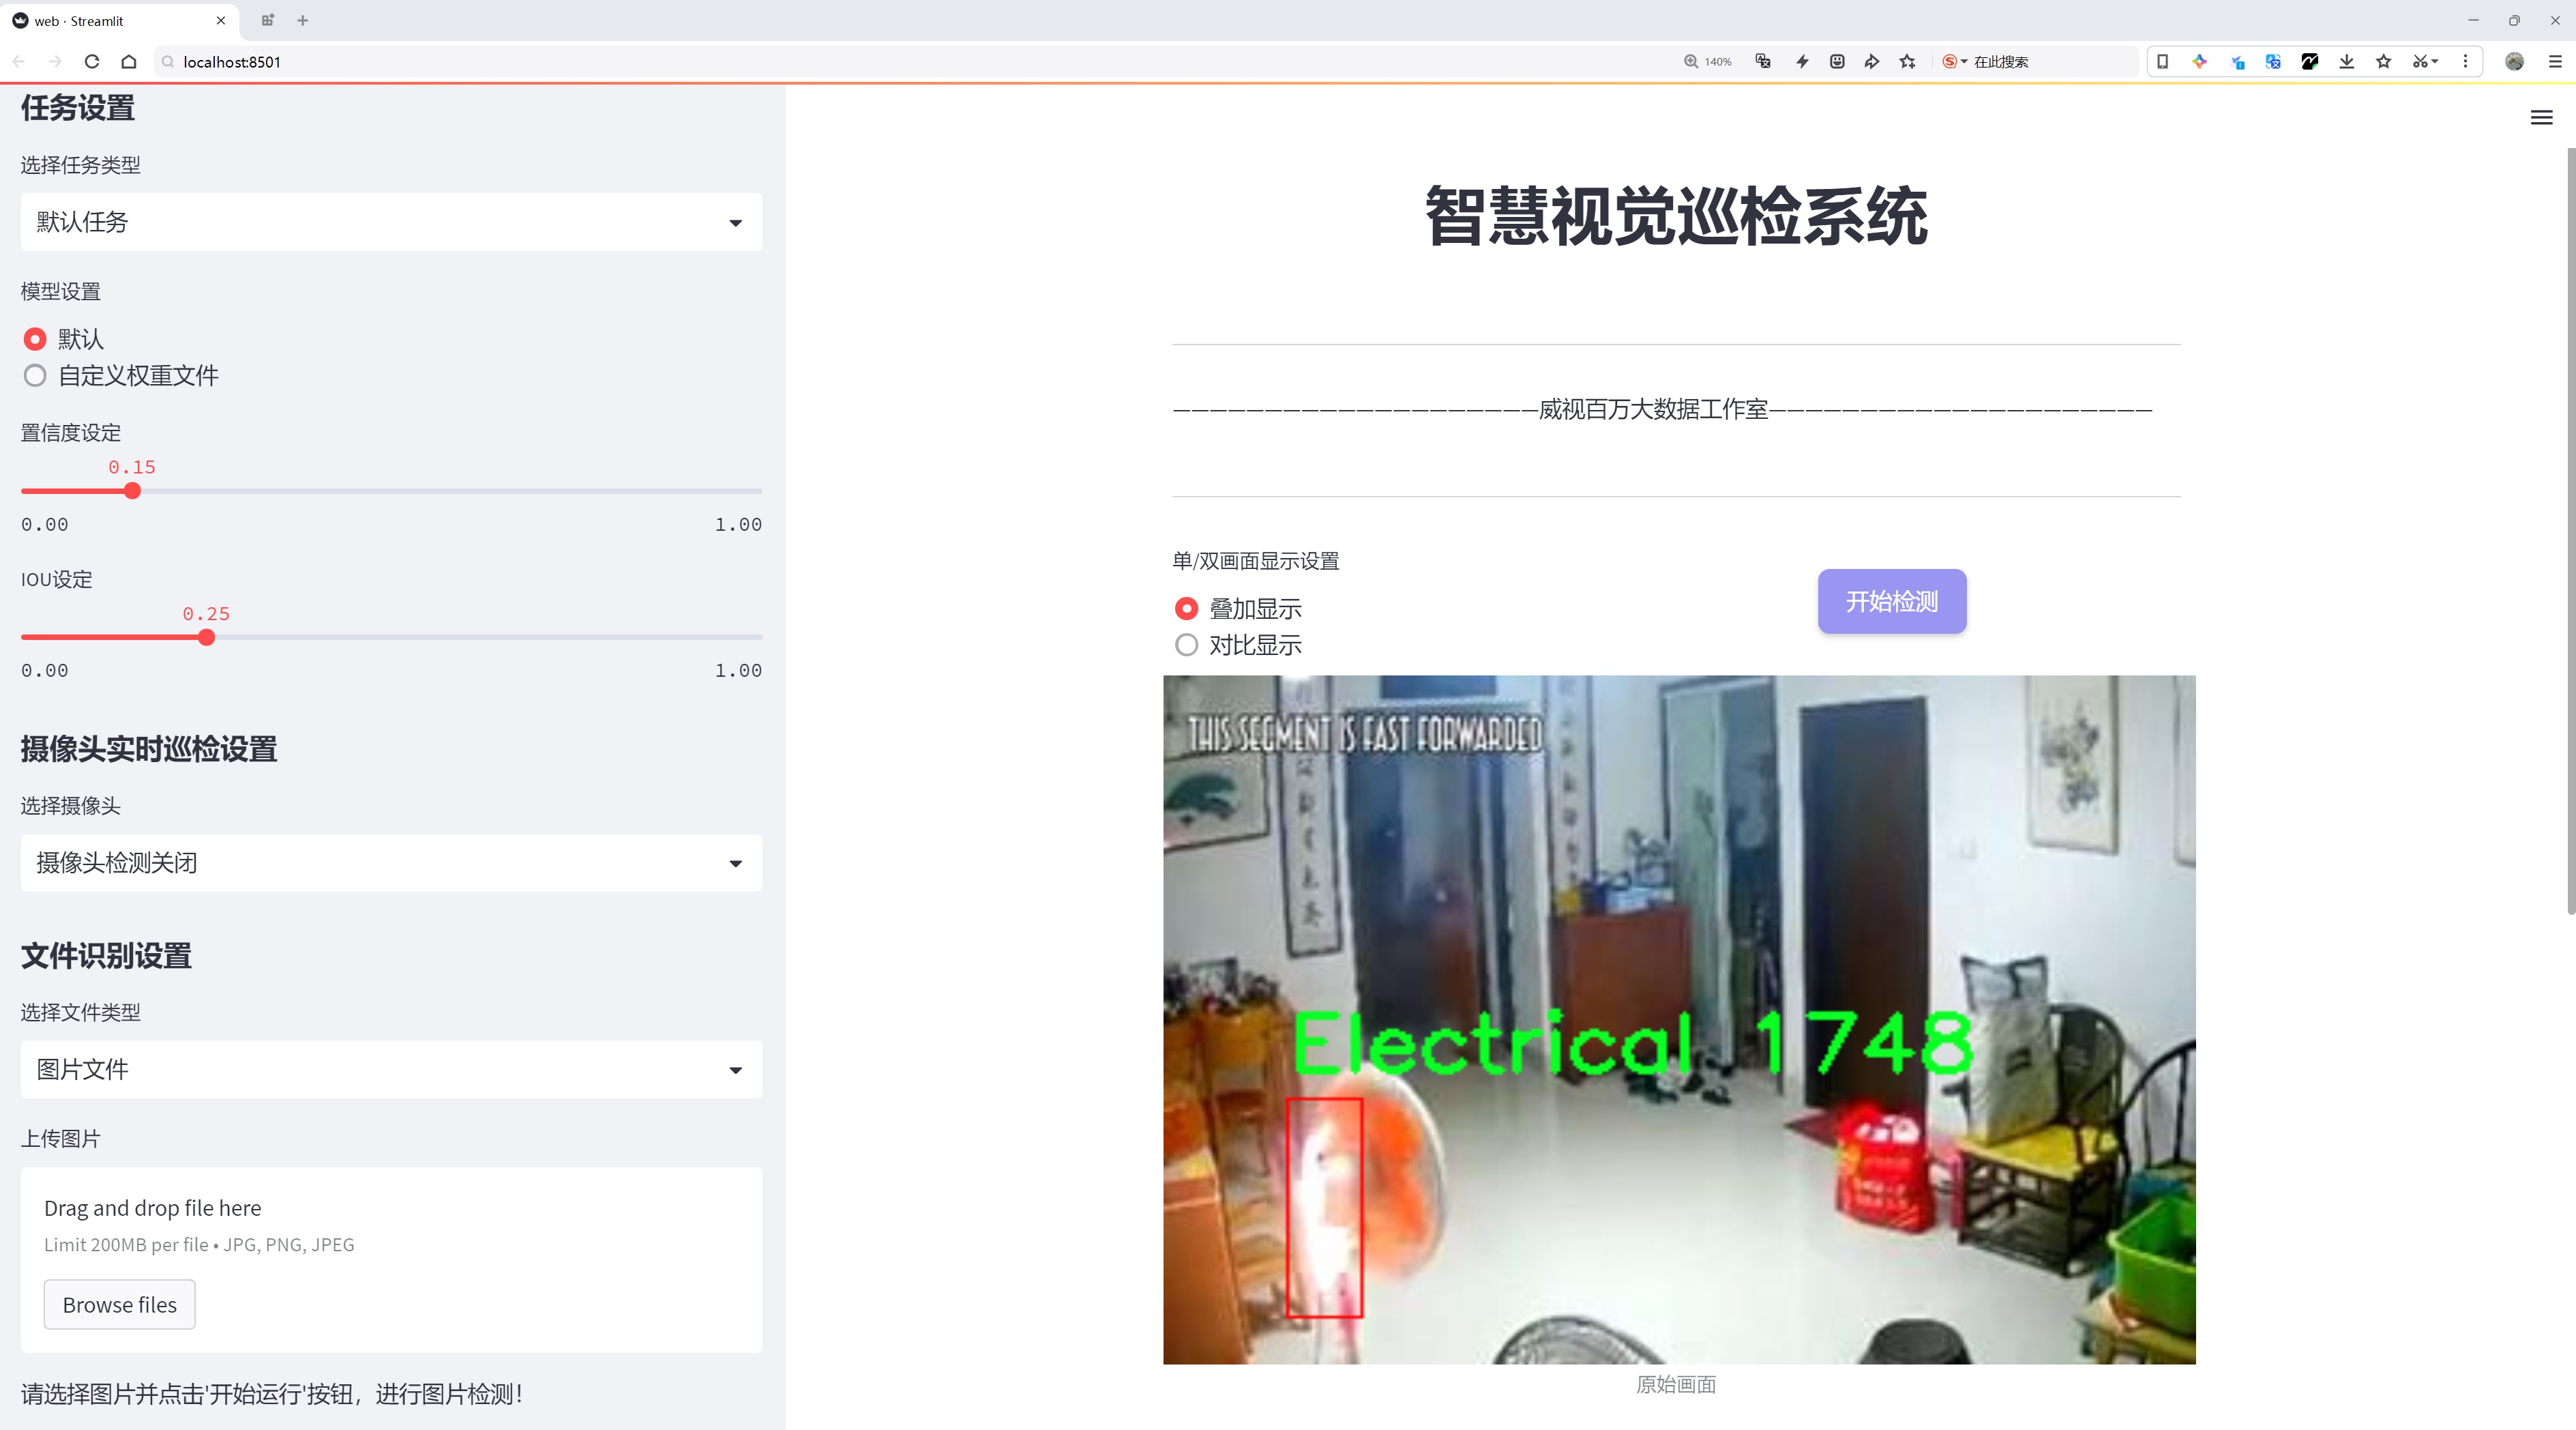 web · Streamlit
localhost:8501
140%
在此搜索
任务设置
选择任务类型
默认任务
模型设置
默认
自定义权重文件
置信度设定
0.15
0.00 1.00
IOU设定
0.25
0.00 1.00
摄像头实时巡检设置
选择摄像头
摄像头检测关闭
文件识别设置
选择文件类型
图片文件
上传图片
Drag and drop file here
Limit 200MB per file • JPG, PNG, JPEG
Browse files
请选择图片并点击'开始运行'按钮，进行图片检测！
智慧视觉巡检系统
—————————————————————威视百万大数据工作室—————————————————————
单/双画面显示设置
叠加显示
对比显示
开始检测
THIS SEGMENT IS FAST FORWARDED
Electrical 1748
原始画面